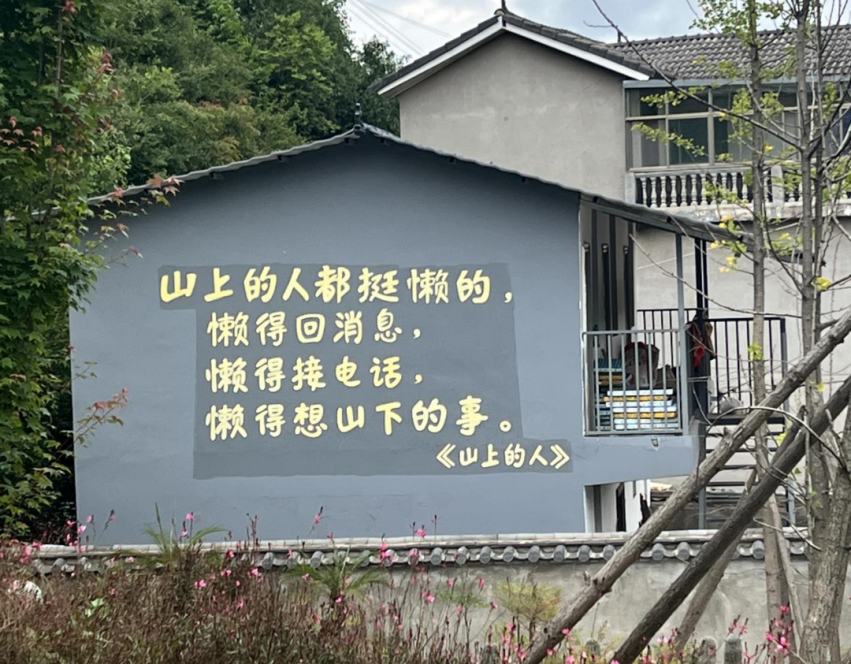 山上的人都挺懒的，
懒得回消息，
懒得接电话，
懒得想山下的事。
《山上的人》